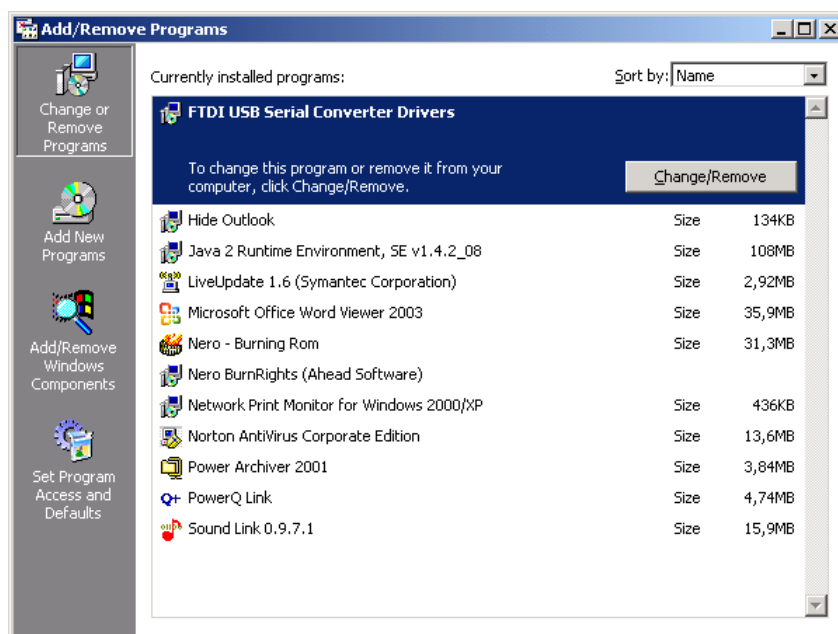 Add/Remove Programs
Change or
Remove
Programs
Add New
Programs
Add/Remove
Windows
Components
Set Program
Access and
Defaults
Currently installed programs:
Sort by: Name
FTDI USB Serial Converter Drivers
To change this program or remove it from your
computer, click Change/Remove.
Change/Remove
Hide Outlook Size 134KB
Java 2 Runtime Environment, SE v1.4.2_08 Size 108MB
LiveUpdate 1.6 (Symantec Corporation) Size 2,92MB
Microsoft Office Word Viewer 2003 Size 35,9MB
Nero - Burning Rom Size 31,3MB
Nero BurnRights (Ahead Software)
Network Print Monitor for Windows 2000/XP Size 436KB
Norton AntiVirus Corporate Edition Size 13,6MB
Power Archiver 2001 Size 3,84MB
Q+ PowerQ Link Size 4,74MB
Sound Link 0.9.7.1 Size 15,9MB